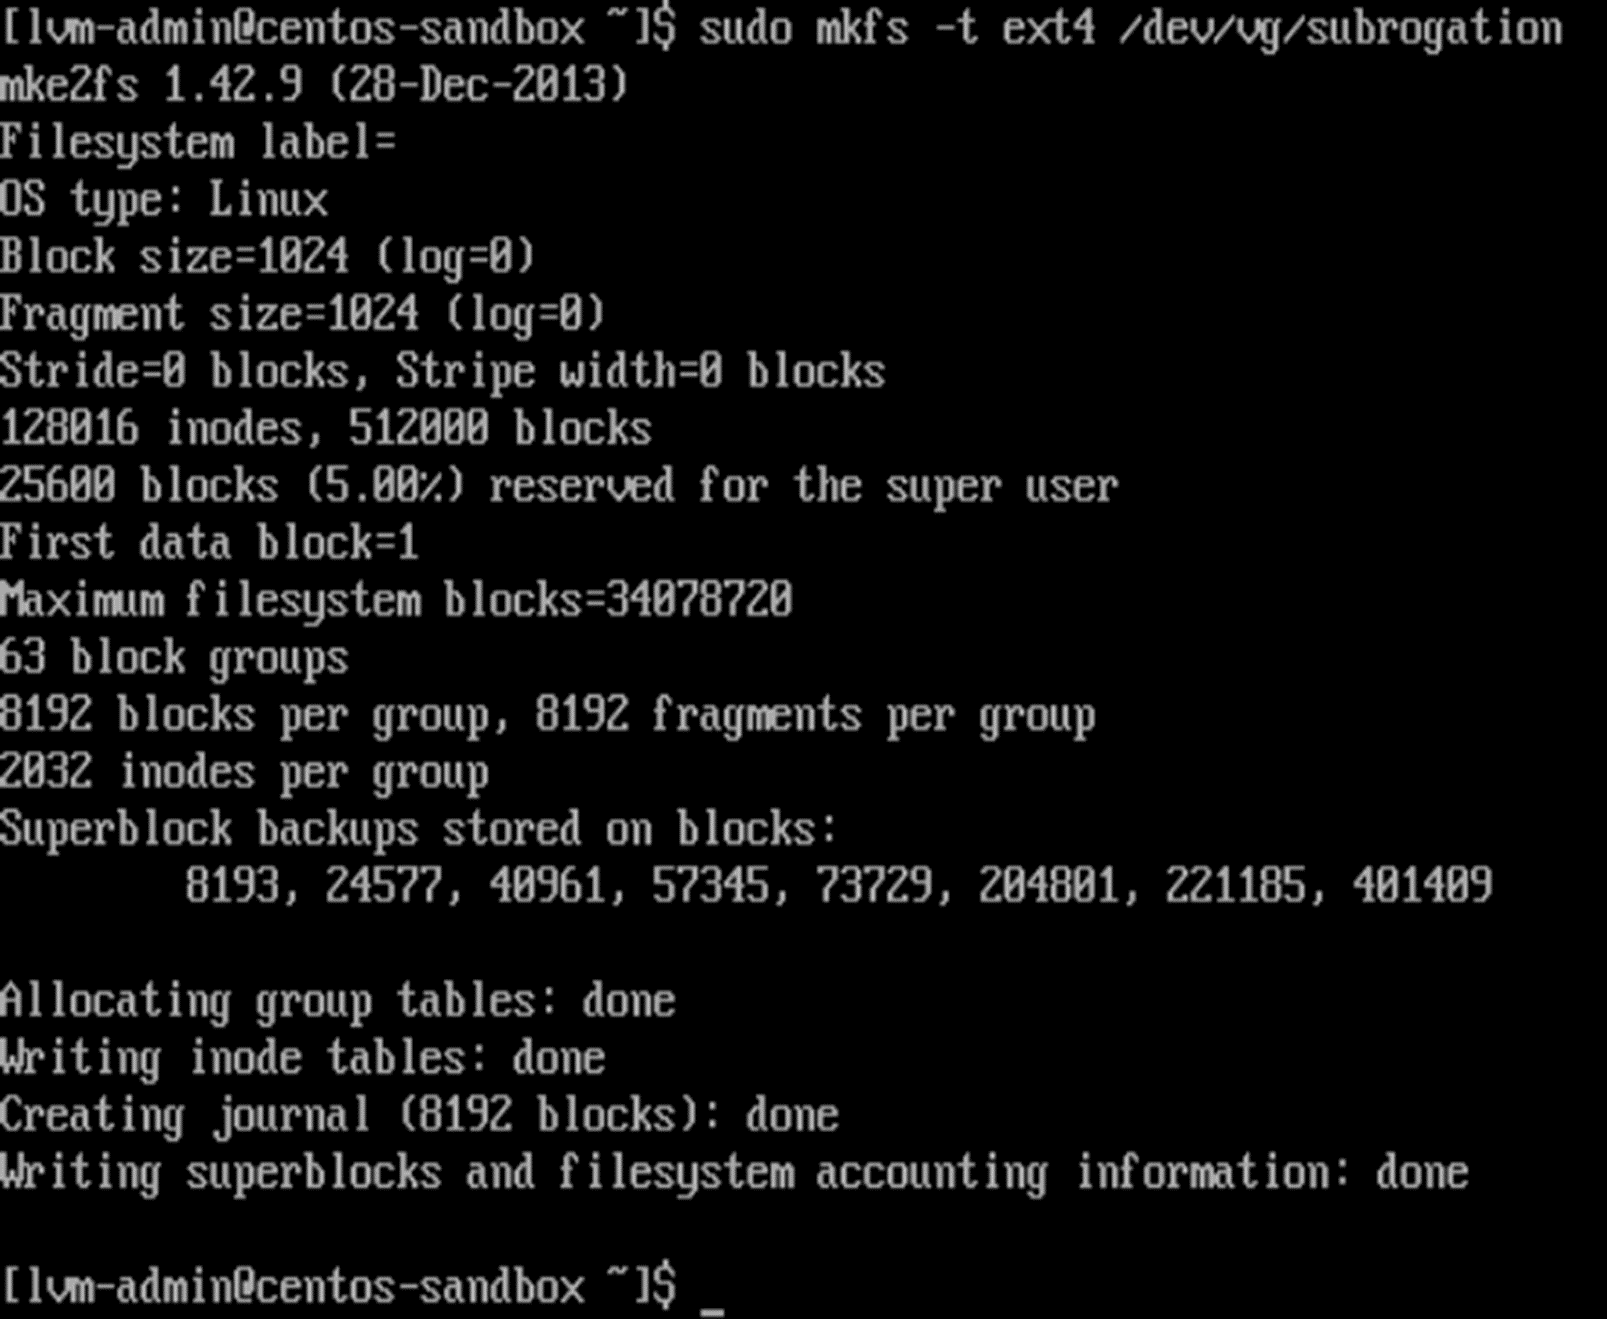 [lvm-admin@centos-sandbox ~]$ sudo mkfs -t ext4 /dev/vg/subrogation
mke2fs 1.42.9 (28-Dec-2013)
Filesystem label=
OS type: Linux
Block size=1024 (log=0)
Fragment size=1024 (log=0)
Stride=0 blocks, Stripe width=0 blocks
128016 inodes, 512000 blocks
25600 blocks (5.00%) reserved for the super user
First data block=1
Maximum filesystem blocks=34078720
63 block groups
8192 blocks per group, 8192 fragments per group
2032 inodes per group
Superblock backups stored on blocks:
8193, 24577, 40961, 57345, 73729, 204801, 221185, 401409
Allocating group tables: done
Writing inode tables: done
Creating journal (8192 blocks): done
Writing superblocks and filesystem accounting information: done
[lvm-admin@centos-sandbox ~]$ _